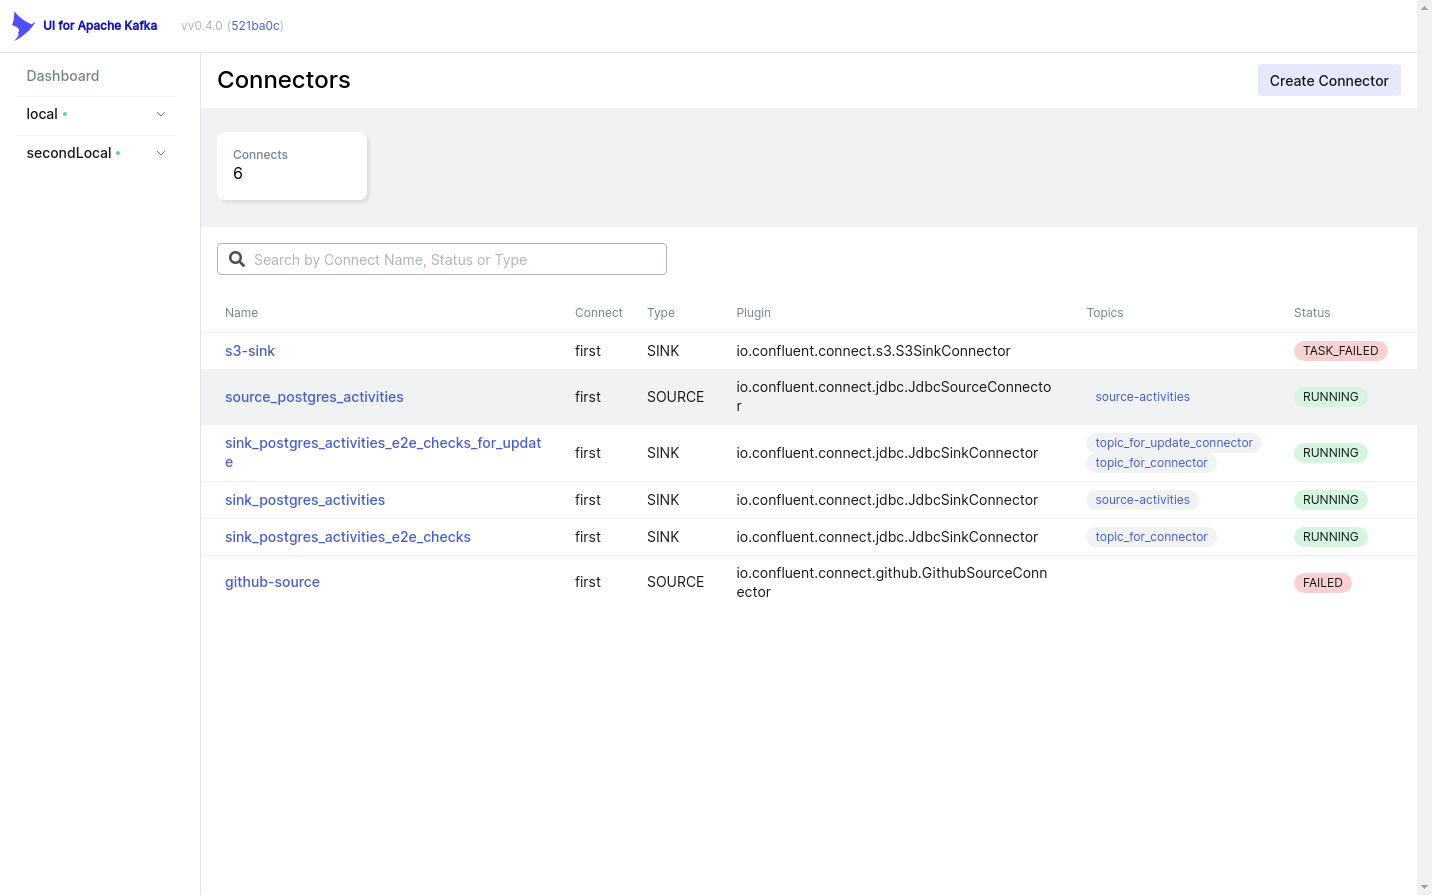 UI for Apache Kafka vv0.4.0 (521ba0c)
Dashboard
local
secondLocal
Connectors
Create Connector
Connects
6
Search by Connect Name, Status or Type
Name Connect Type Plugin Topics Status
s3-sink first SINK io.confluent.connect.s3.S3SinkConnector TASK_FAILED
source_postgres_activities first SOURCE io.confluent.connect.jdbc.JdbcSourceConnecto
r source-activities RUNNING
sink_postgres_activities_e2e_checks_for_updat
e first SINK io.confluent.connect.jdbc.JdbcSinkConnector topic_for_update_connector
topic_for_connector RUNNING
sink_postgres_activities first SINK io.confluent.connect.jdbc.JdbcSinkConnector source-activities RUNNING
sink_postgres_activities_e2e_checks first SINK io.confluent.connect.jdbc.JdbcSinkConnector topic_for_connector RUNNING
github-source first SOURCE io.confluent.connect.github.GithubSourceConn
ector FAILED